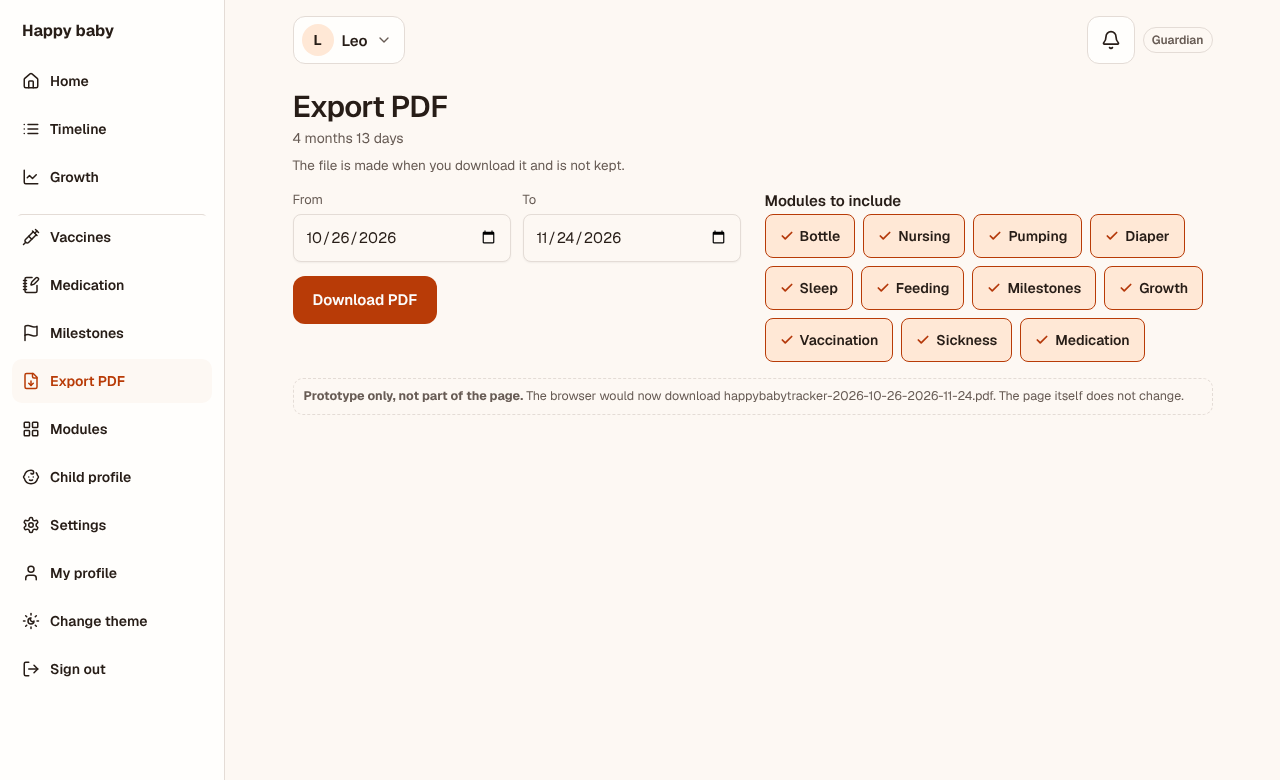 Happy baby
Home
Timeline
Growth
Vaccines
Medication
Milestones
Export PDF
Modules
Child profile
Settings
My profile
Change theme
Sign out
L Leo
Guardian
Export PDF
4 months 13 days
The file is made when you download it and is not kept.
From
10/26/2026
To
11/24/2026
Download PDF
Modules to include
Bottle Nursing Pumping Diaper
Sleep Feeding Milestones Growth
Vaccination Sickness Medication
Prototype only, not part of the page. The browser would now download happybabytracker-2026-10-26-2026-11-24.pdf. The page itself does not change.